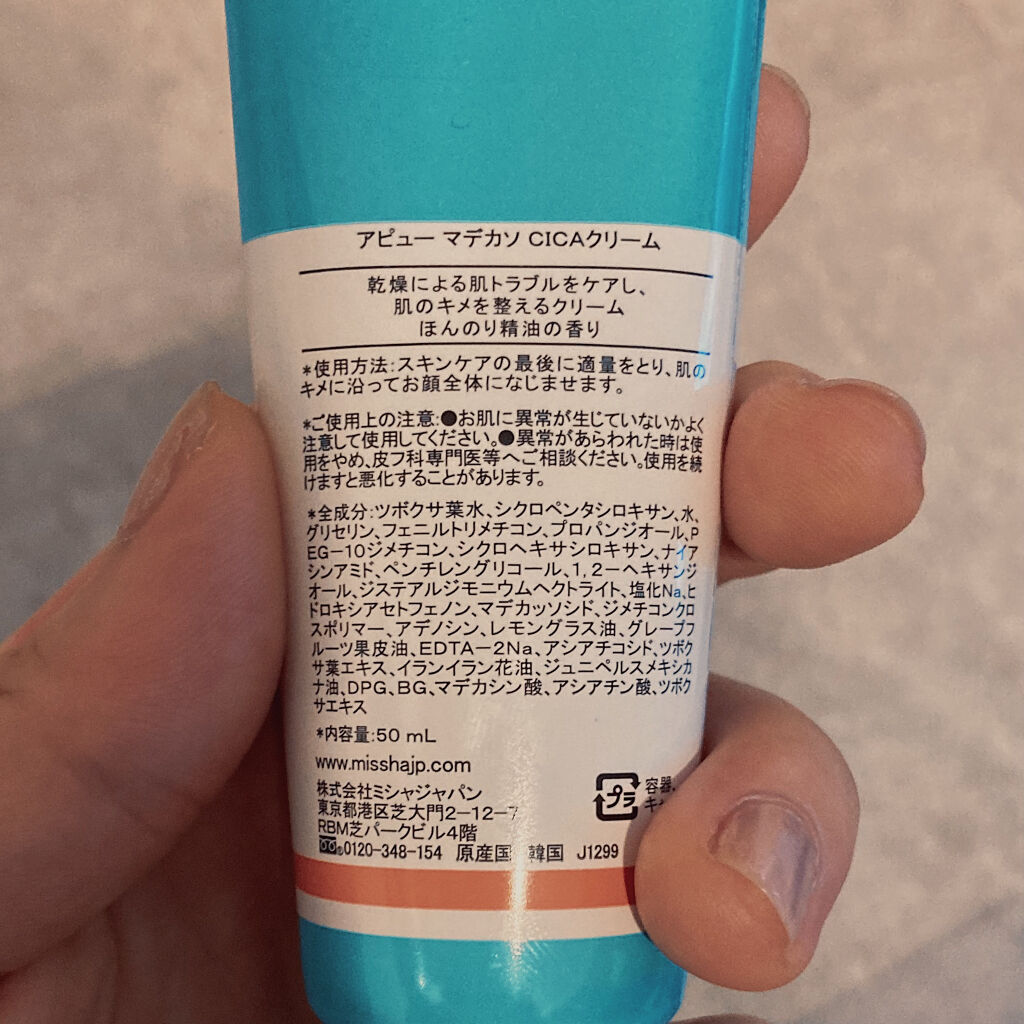 アピュー マデカソ CICAクリーム
乾燥による肌トラブルをケアし、
肌のキメを整えるクリーム
ほんのり精油の香り
*使用方法:スキンケアの最後に適量をとり、肌の
キメに沿ってお顔全体になじませます。
*ご使用上の注意:●お肌に異常が生じていないかよく
注意して使用してください。●異常があらわれた時は使
用をやめ、皮フ科専門医等へご相談ください。使用を続
けますと悪化することがあります。
*全成分:ツボクサ葉水、シクロペンタシロキサン、水、
グリセリン、フェニルトリメチコン、プロパンジオール、P
EG-10ジメチコン、シクロヘキサシロキサン、ナイア
シンアミド、ペンチレングリコール、1,2-ヘキサンジ
オール、ジステアルジモニウムヘクトライト、塩化Na、ヒ
ドロキシアセトフェノン、マデカッソシド、ジメチコンクロ
スポリマー、アデノシン、レモングラス油、グレープフ
ルーツ果皮油、EDTA-2Na、アシアチコシド、ツボク
サ葉エキス、イランイラン花油、ジュニペルスメキシカ
ナ油、DPG、BG、マデカシン酸、アシアチン酸、ツボク
サエキス
*内容量:50 mL
www.misshajp.com
株式会社ミシャジャパン
東京都港区芝大門2-12-7
RBM芝パークビル4階
0120-348-154 原産国 韓国 J1299
プラ
容器
キャ